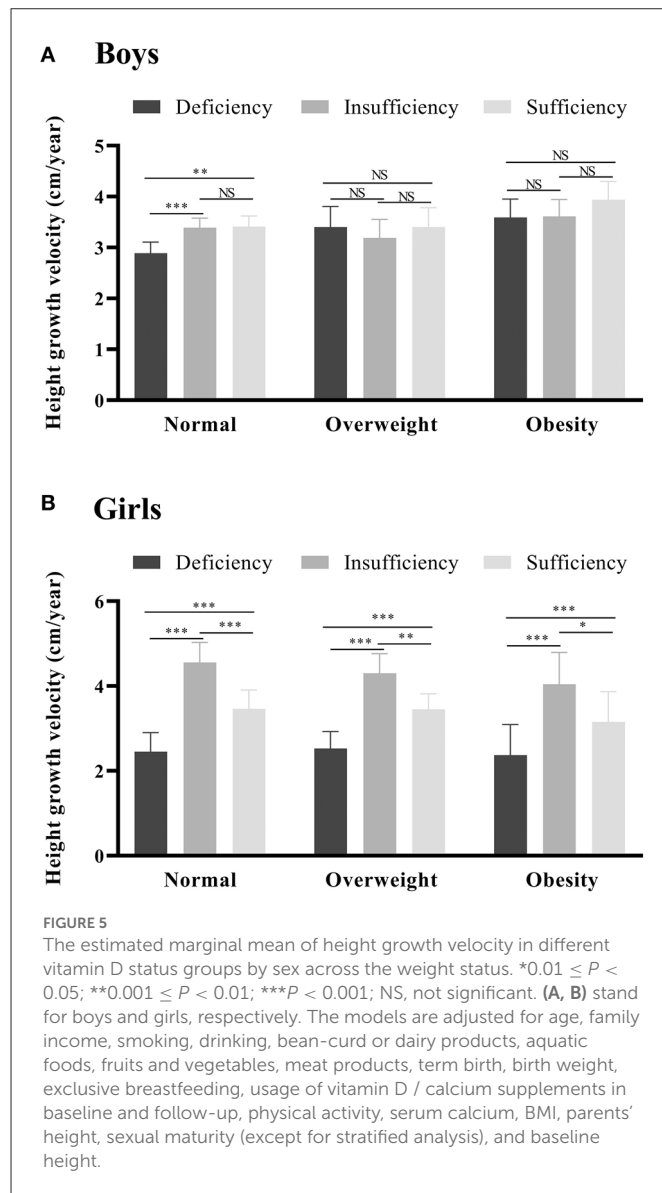 A Boys
Deficiency Insufficiency Sufficiency
Height growth velocity (cm/year)
5
4
3
2
1
0
** NS NS
*** NS NS NS NS NS
Normal Overweight Obesity
B Girls
Deficiency Insufficiency Sufficiency
Height growth velocity (cm/year)
6
4
2
0
*** *** ***
*** *** *** ** *** *
Normal Overweight Obesity
FIGURE 5
The estimated marginal mean of height growth velocity in different
vitamin D status groups by sex across the weight status. *0.01 ≤ P <
0.05; **0.001 ≤ P < 0.01; ***P < 0.001; NS, not significant. (A, B) stand
for boys and girls, respectively. The models are adjusted for age, family
income, smoking, drinking, bean-curd or dairy products, aquatic
foods, fruits and vegetables, meat products, term birth, birth weight,
exclusive breastfeeding, usage of vitamin D / calcium supplements in
baseline and follow-up, physical activity, serum calcium, BMI, parents'
height, sexual maturity (except for stratified analysis), and baseline
height.